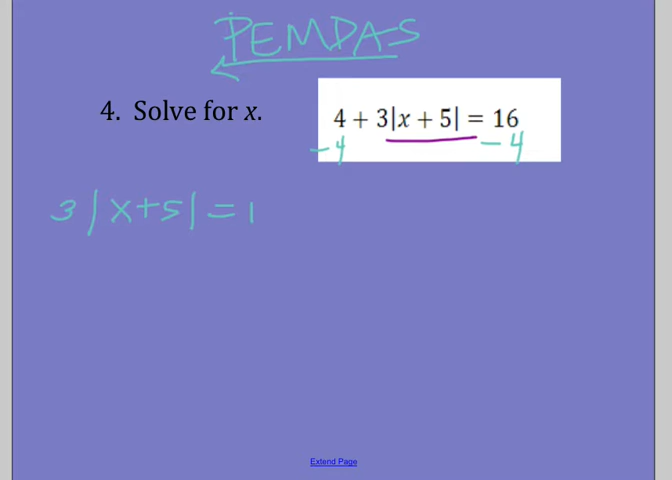 PEMDAS
4. Solve for x.
4 + 3|x + 5| = 16
-4 -4
3|x+5| = 1
Extend Page